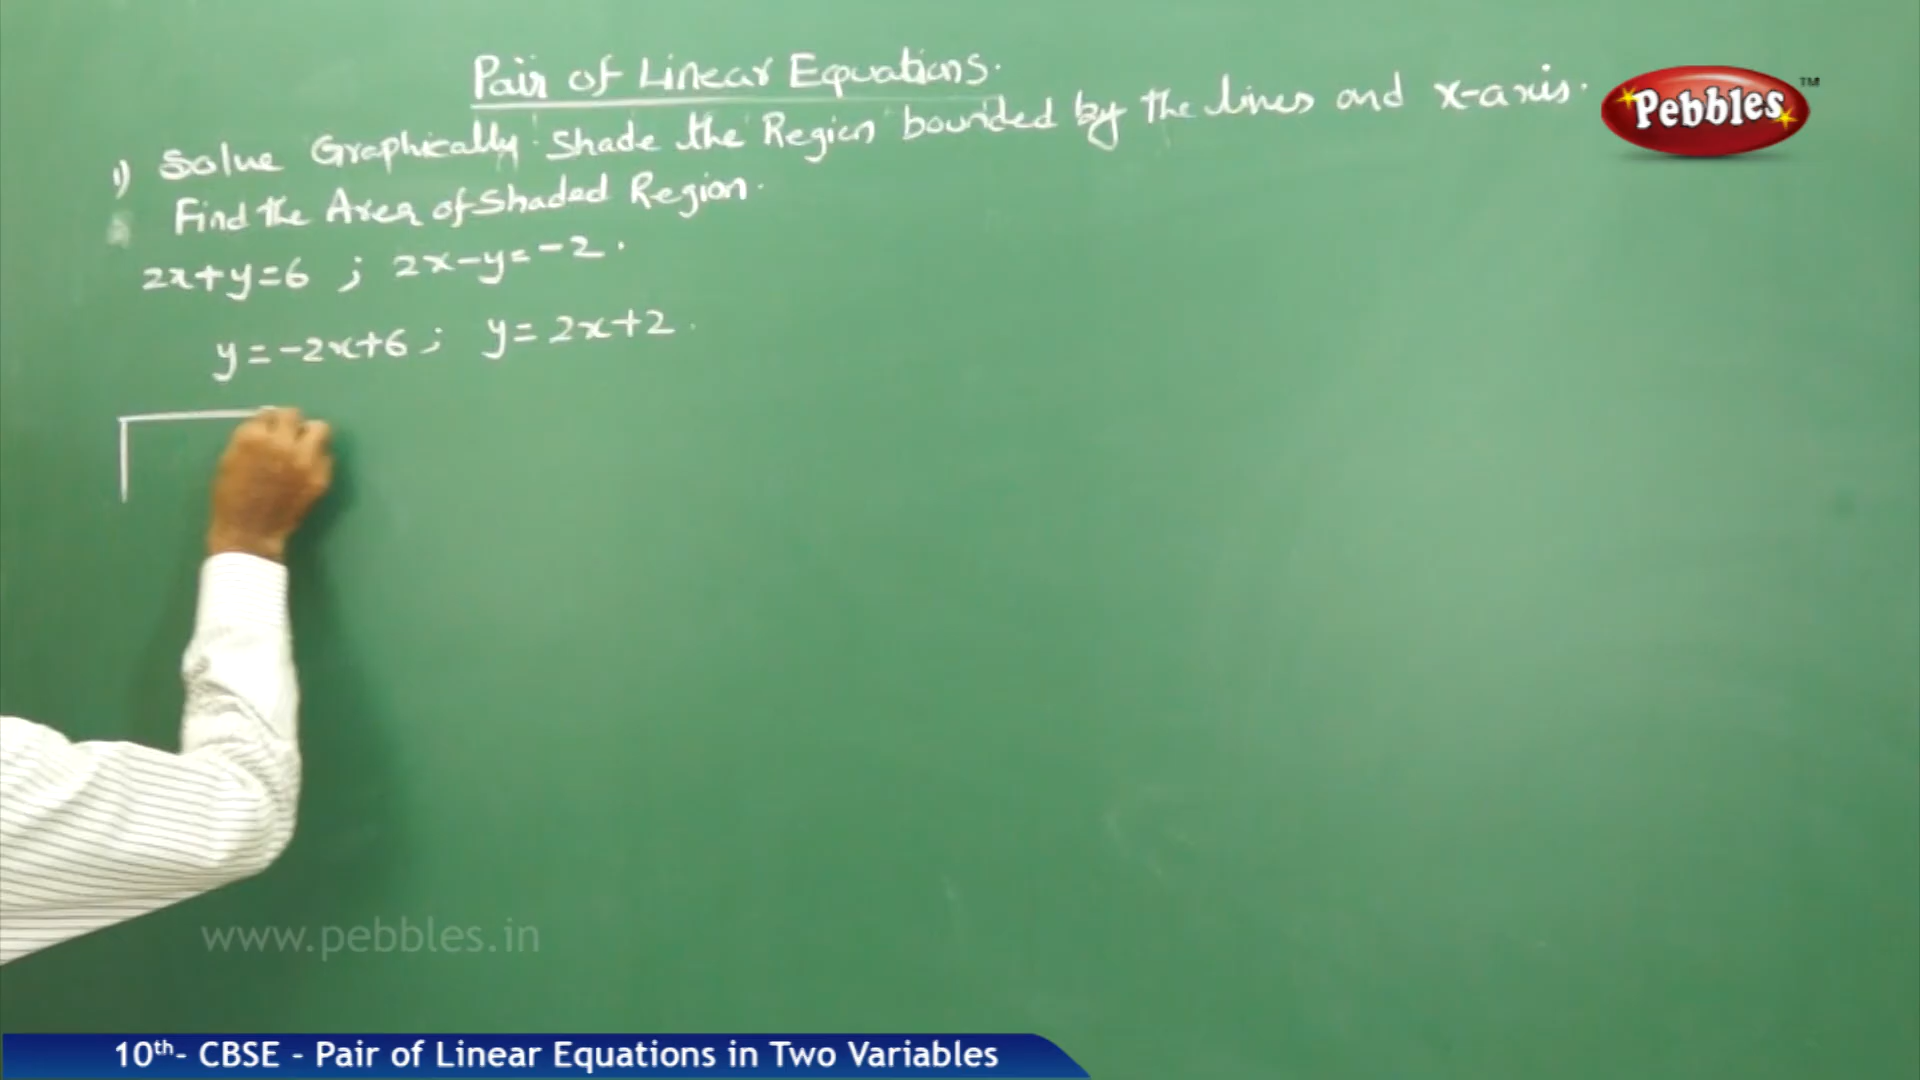 Pair of Linear Equations.
1) Solve Graphically. Shade the Region bounded by the lines and x-axis.
Find the Area of Shaded Region.
2x+y=6 ; 2x-y=-2.
y=-2x+6; y=2x+2.
Pebbles™
www.pebbles.in
10th- CBSE - Pair of Linear Equations in Two Variables